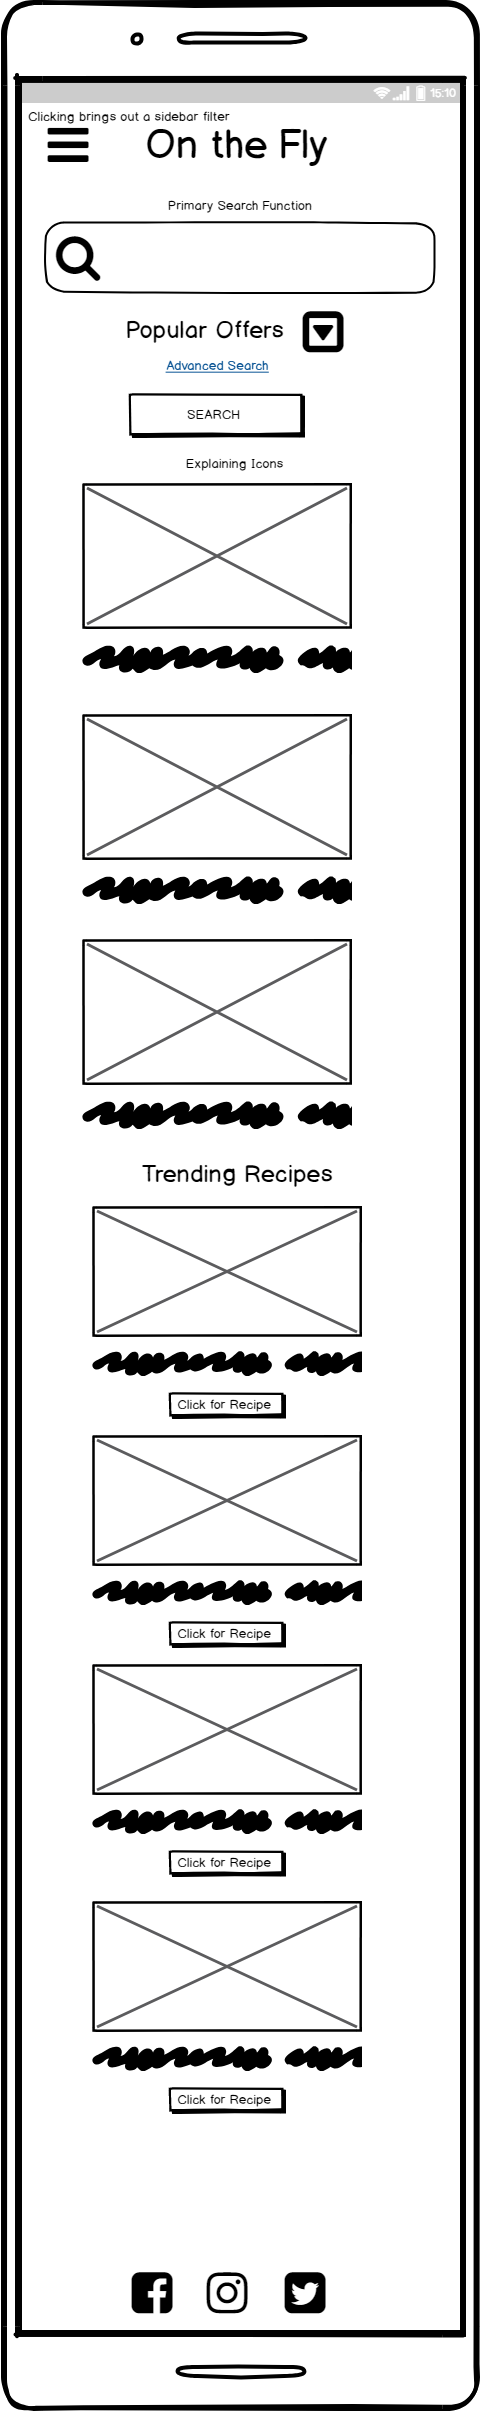 15:10
Clicking brings out a sidebar filter
On the Fly
Primary Search Function
Popular Offers
Advanced Search
SEARCH
Explaining Icons
Trending Recipes
Click for Recipe
Click for Recipe
Click for Recipe
Click for Recipe